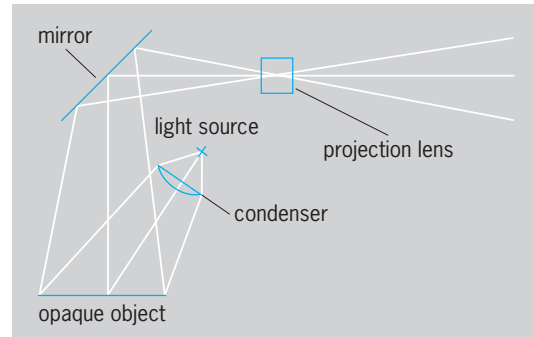 mirror
light source
projection lens
condenser
opaque object